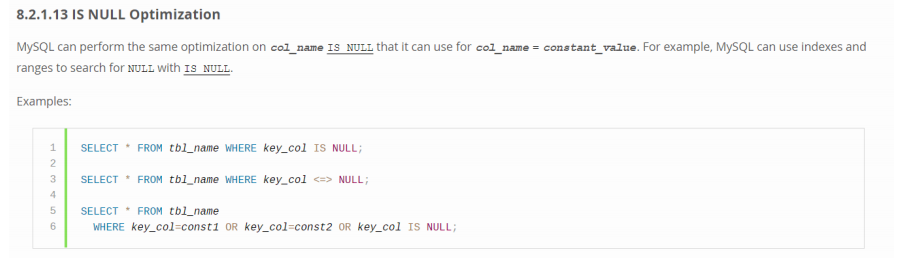 8.2.1.13 IS NULL Optimization
MySQL can perform the same optimization on col_name IS NULL that it can use for col_name = constant_value. For example, MySQL can use indexes and
ranges to search for NULL with IS NULL.
Examples:
1 SELECT * FROM tbl_name WHERE key_col IS NULL;
2
3 SELECT * FROM tbl_name WHERE key_col <=> NULL;
4
5 SELECT * FROM tbl_name
6 WHERE key_col=const1 OR key_col=const2 OR key_col IS NULL;